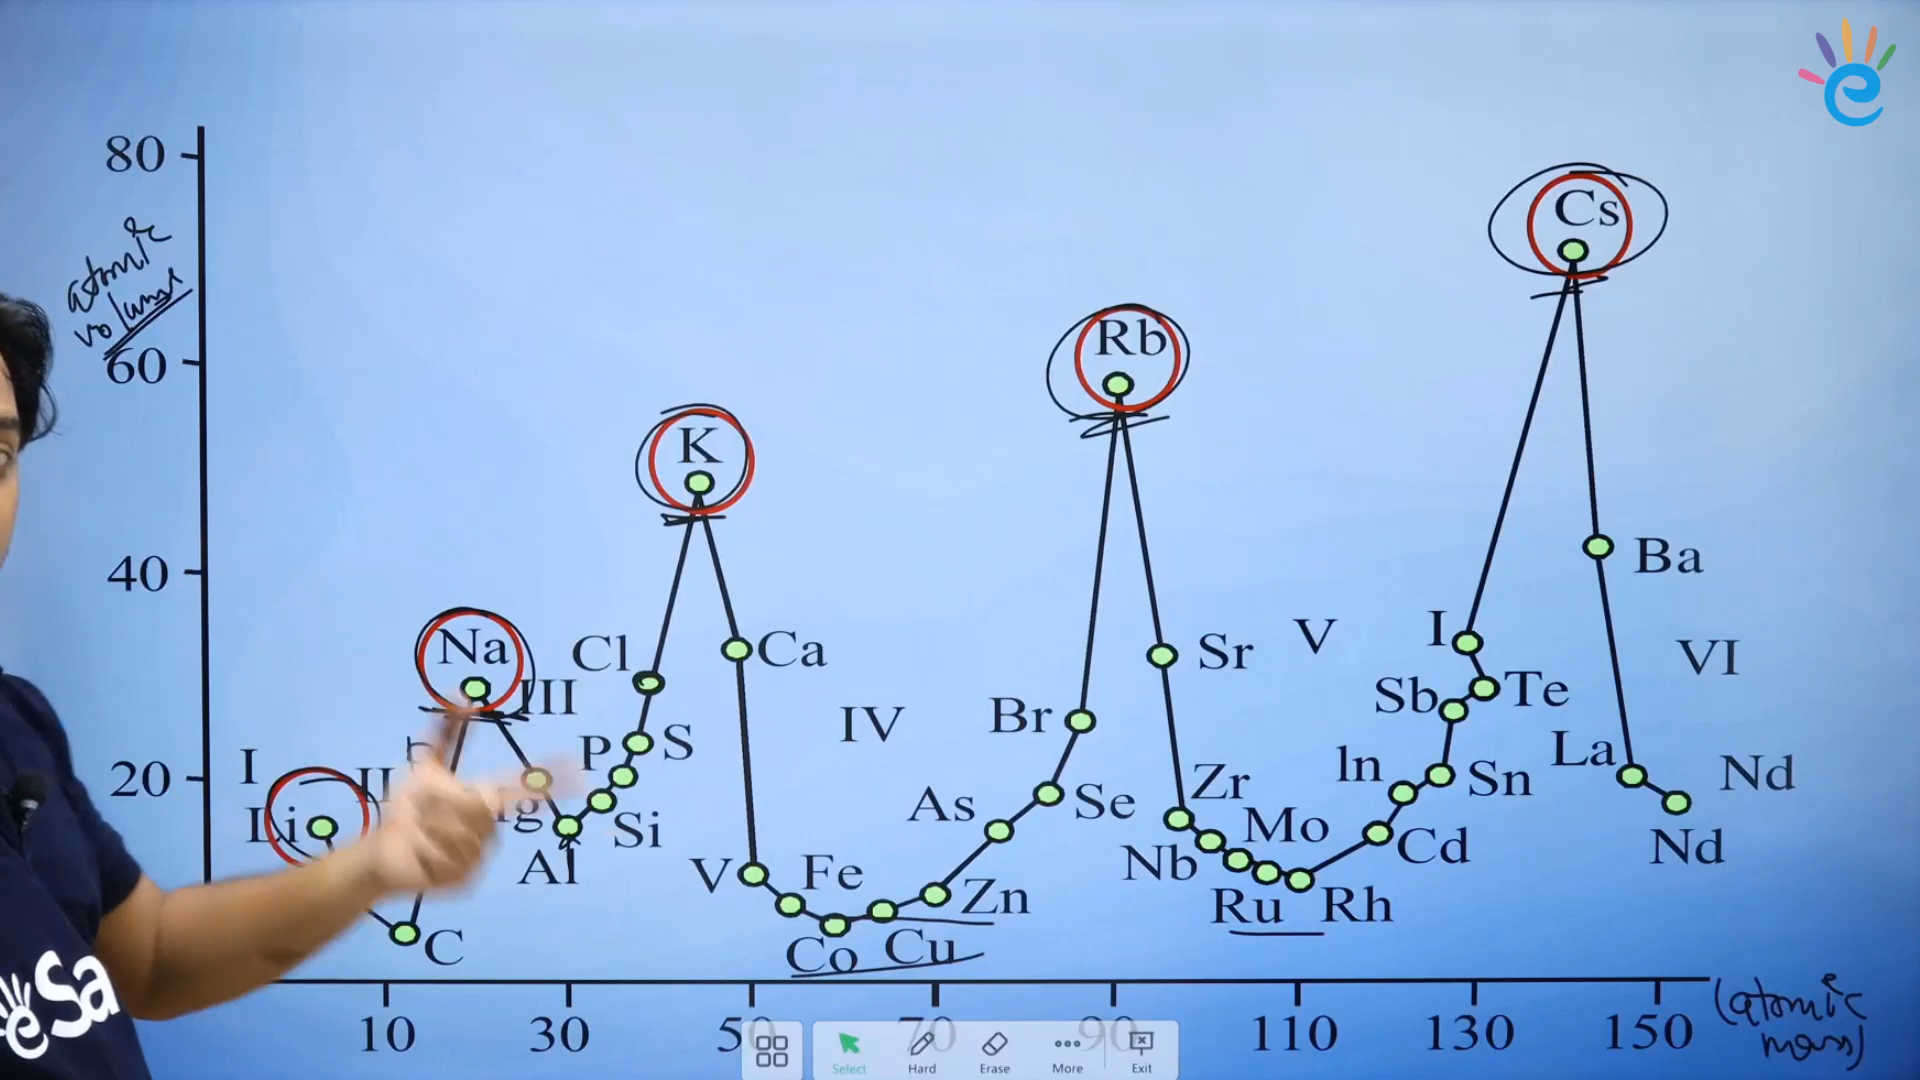 80
atomic
volume
60
40
20
Cs
Rb
K
Na
III
Cl
Ca
IV
V
I
Ba
VI
Sr
Sb
Te
Br
P
S
I
II
Li
Si
Al
As
Se
Zr
In
Sn
La
Nd
Nb
Mo
Cd
Nd
V
Fe
Zn
Ru
Rh
C
Co
Cu
10
30
50
70
90
110
130
150
(atomic
mass)
eSa
Select
Hard
Erase
More
Exit